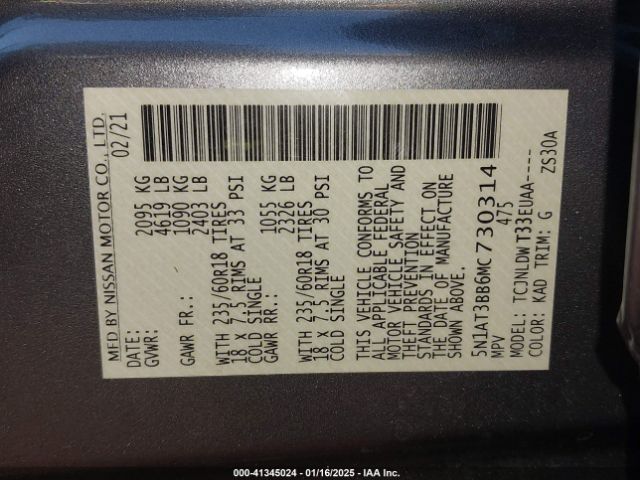 MFD BY NISSAN MOTOR CO., LTD.
DATE: 02/21
GVWR: 2095 KG
4619 LB
GAWR FR.: 1090 KG
2403 LB
WITH 235/60R18 TIRES
18 X 7.5 RIMS AT 33 PSI
COLD SINGLE
GAWR RR.: 1055 KG
2326 LB
WITH 235/60R18 TIRES
18 X 7.5 RIMS AT 30 PSI
COLD SINGLE
THIS VEHICLE CONFORMS TO
ALL APPLICABLE FEDERAL
MOTOR VEHICLE SAFETY AND
THEFT PREVENTION
STANDARDS IN EFFECT ON
THE DATE OF MANUFACTURE
SHOWN ABOVE.
5N1AT3BB6MC730314
MPV 475
MODEL: TCJNLDWT33EUAA----
COLOR: KAD TRIM: G ZS30A
000-41345024 - 01/16/2025 - IAA Inc.